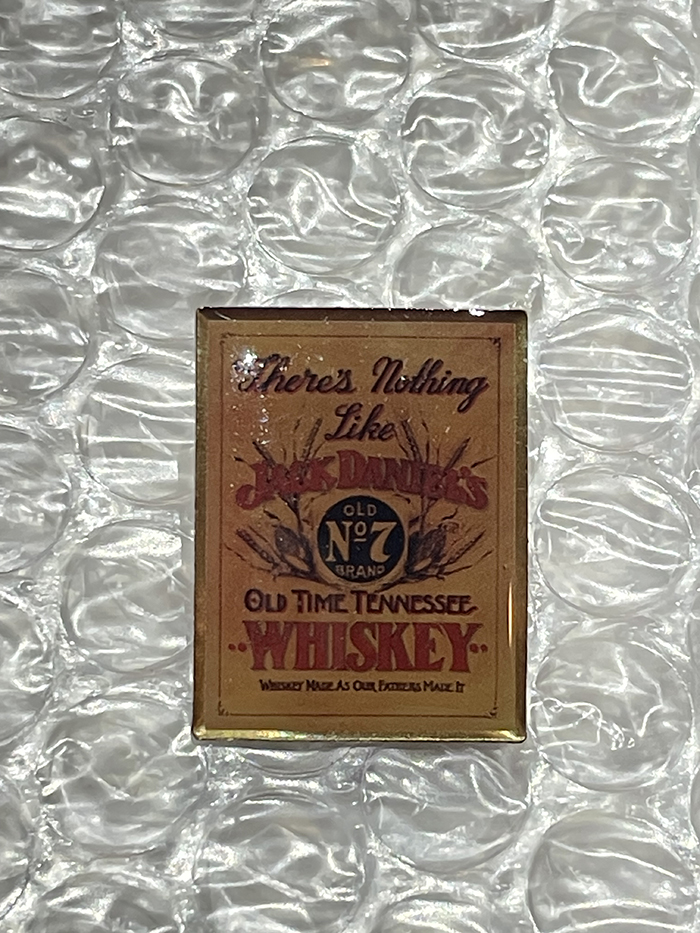 There's Nothing
Like
JACK DANIEL'S
OLD
Nº7
BRAND
OLD TIME TENNESSEE
WHISKEY
WHISKEY MADE AS OUR FATHERS MADE IT